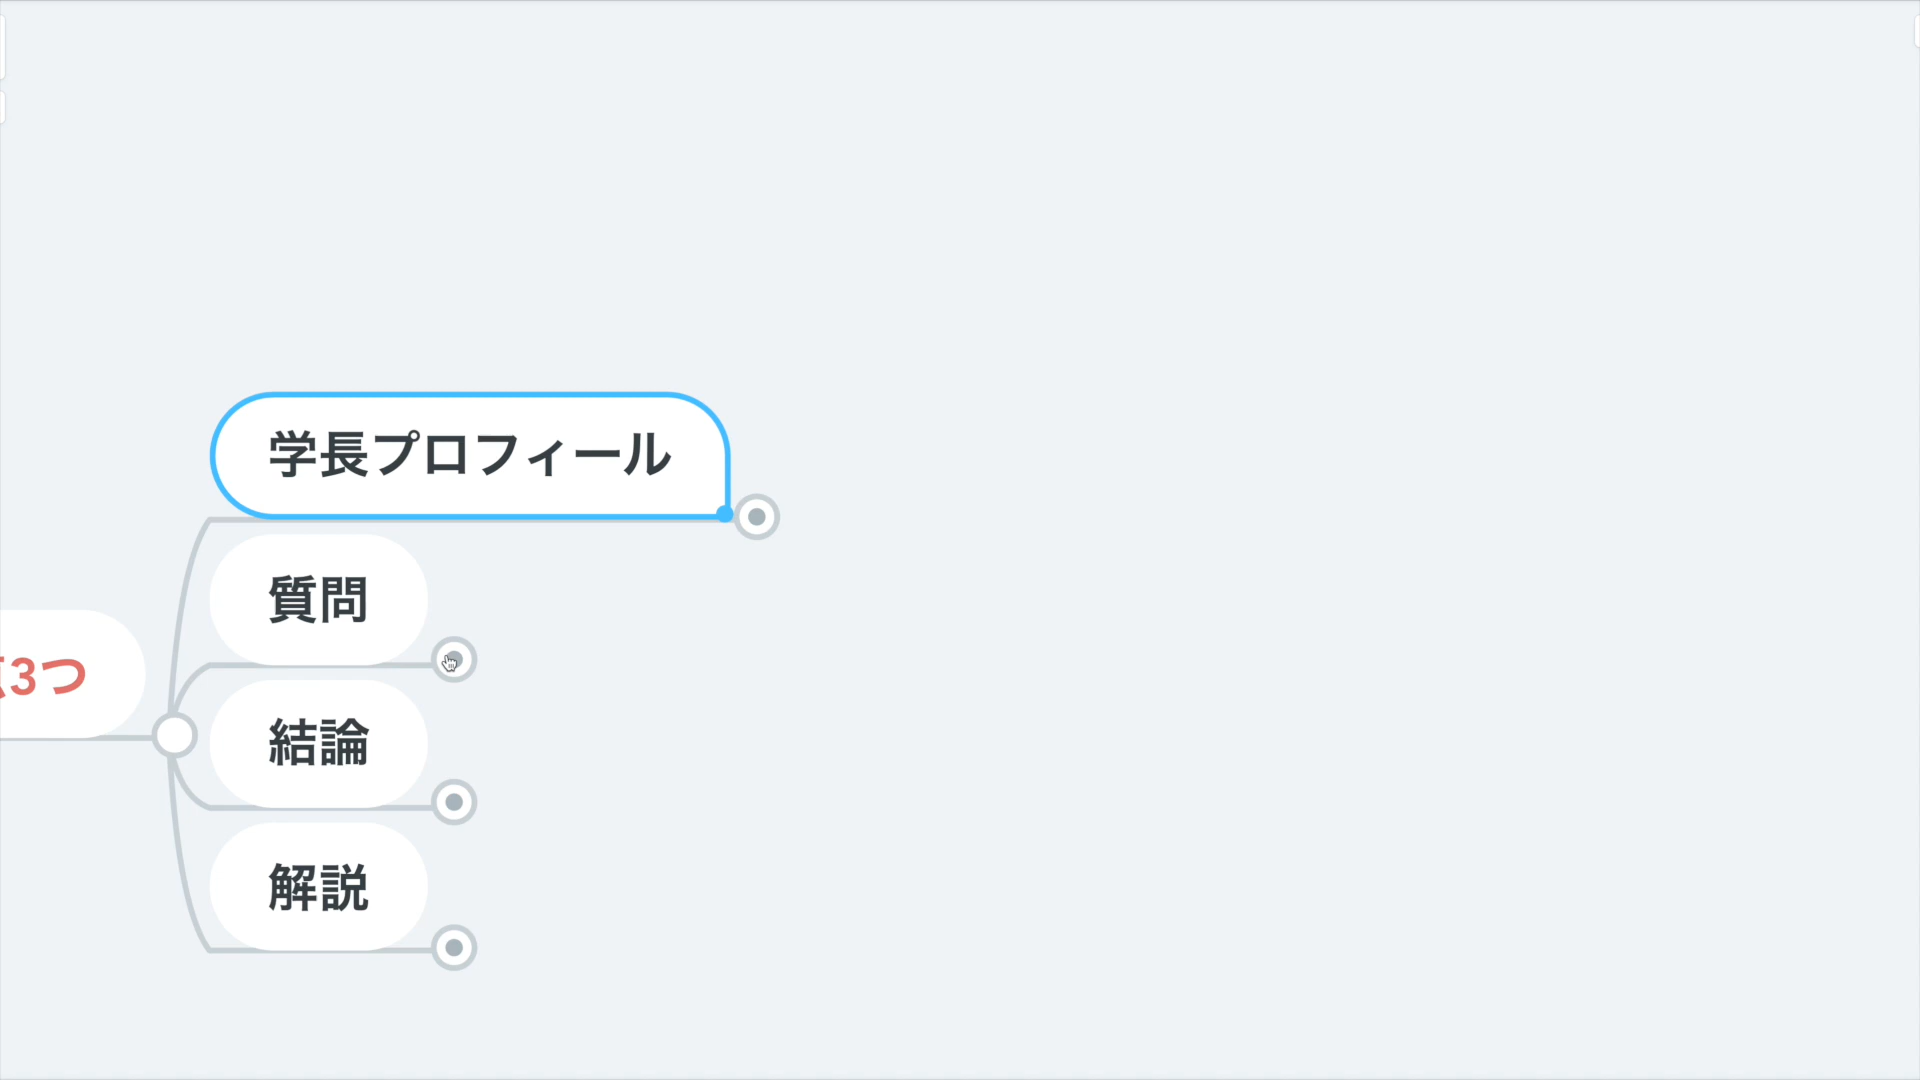 学長プロフィール
質問
3つ
結論
解説